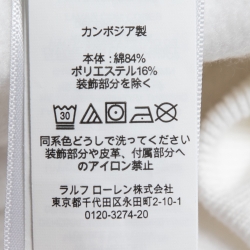 カンボジア製
本体：綿84%
ポリエステル16%
装飾部分を除く
30
同系色どうしで洗ってください
装飾部分や皮革、付属部分への
アイロン禁止
ラルフ ローレン株式会社
東京都千代田区永田町2-10-1
0120-3274-20